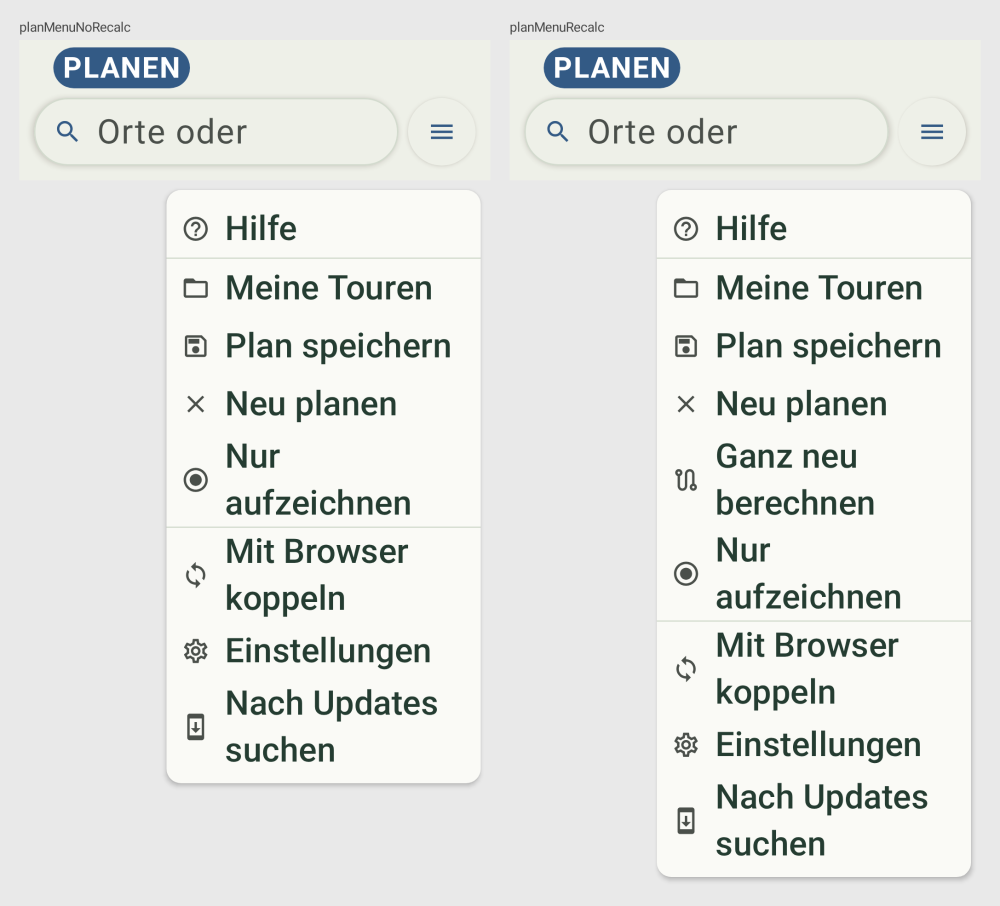 planMenuNoRecalc
PLANEN
Orte oder
Hilfe
Meine Touren
Plan speichern
Neu planen
Nur
aufzeichnen
Mit Browser
koppeln
Einstellungen
Nach Updates
suchen
planMenuRecalc
PLANEN
Orte oder
Hilfe
Meine Touren
Plan speichern
Neu planen
Ganz neu
berechnen
Nur
aufzeichnen
Mit Browser
koppeln
Einstellungen
Nach Updates
suchen